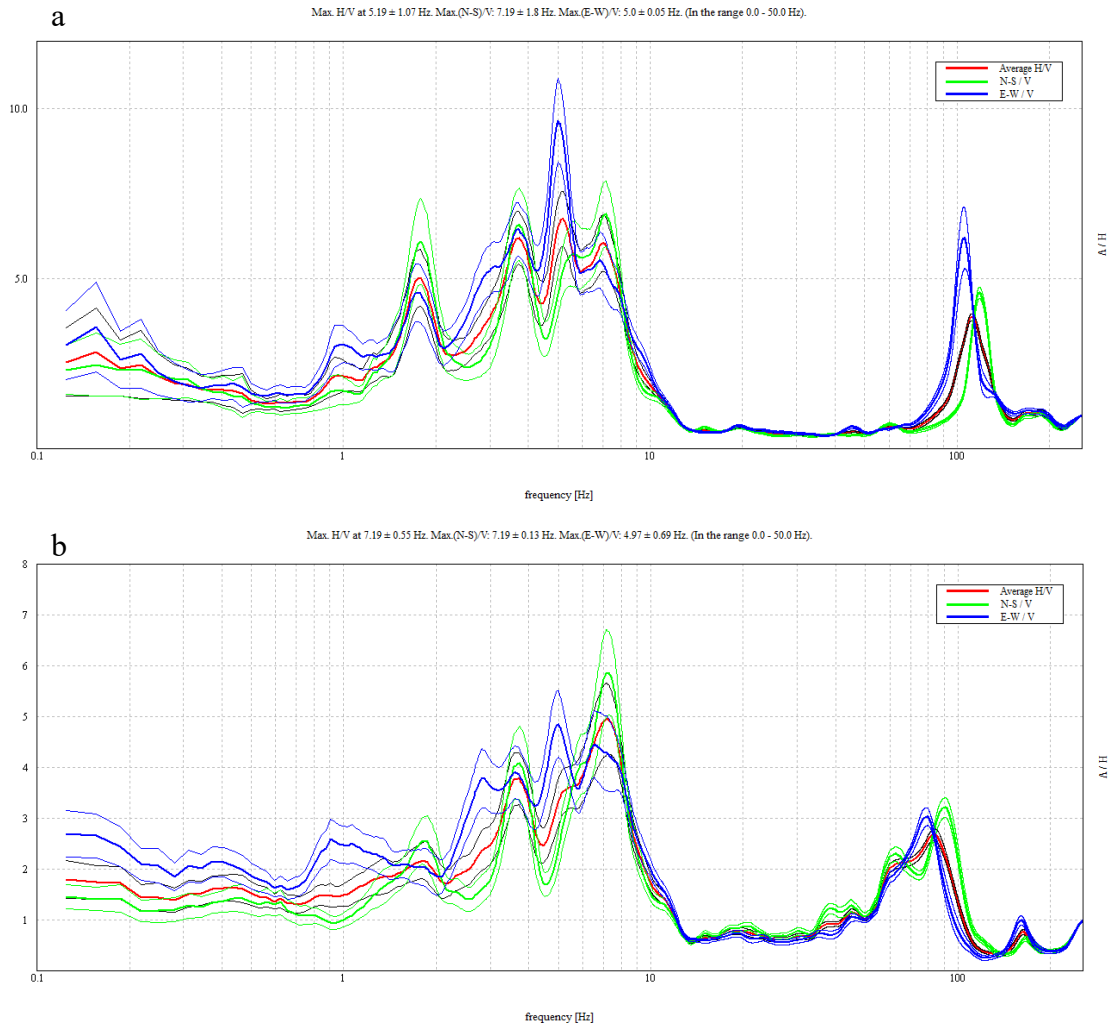 a
Max. H/V at 5.19 ± 1.07 Hz. Max.(N-S)/V: 7.19 ± 1.8 Hz. Max.(E-W)/V: 5.0 ± 0.05 Hz. (In the range 0.0 - 50.0 Hz).
Average H/V
N-S / V
E-W / V
10.0
5.0
H / V
0.1 1 10 100
frequency [Hz]
b
Max. H/V at 7.19 ± 0.55 Hz. Max.(N-S)/V: 7.19 ± 0.13 Hz. Max.(E-W)/V: 4.97 ± 0.69 Hz. (In the range 0.0 - 50.0 Hz).
8
Average H/V
N-S / V
E-W / V
7
6
5
4
H / V
3
2
1
0.1 1 10 100
frequency [Hz]